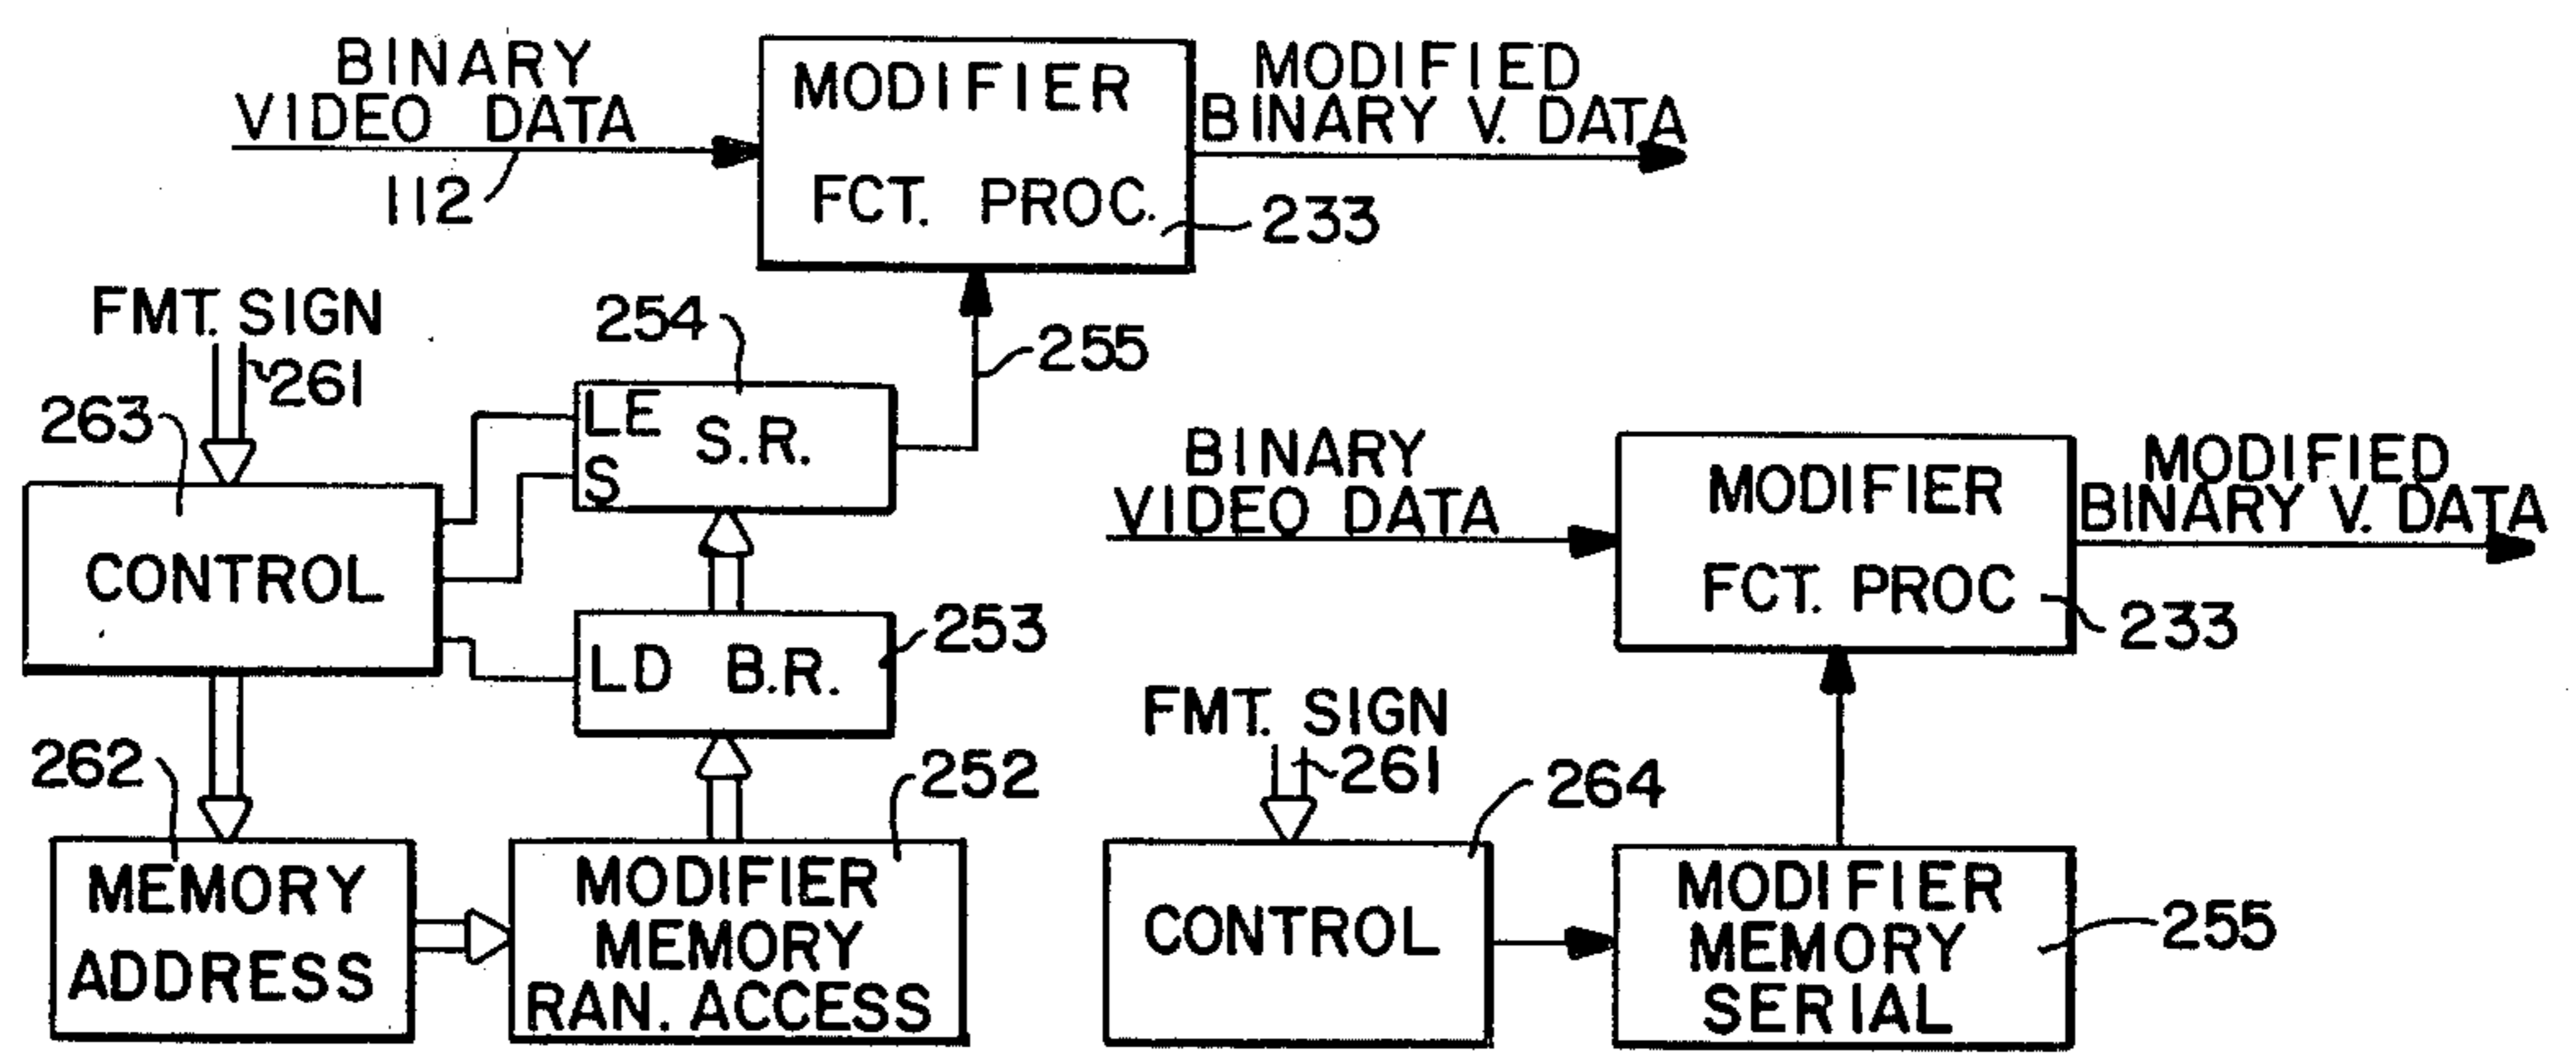 BINARY
VIDEO DATA
112
MODIFIER
FCT. PROC.
233
MODIFIED
BINARY V. DATA
FMT. SIGN
261
263
CONTROL
254
LE
S
S.R.
255
LD B.R.
253
262
MEMORY
ADDRESS
252
MODIFIER
MEMORY
RAN. ACCESS
BINARY
VIDEO DATA
MODIFIER
FCT. PROC
233
MODIFIED
BINARY V. DATA
FMT. SIGN
261
264
CONTROL
MODIFIER
MEMORY
SERIAL
255